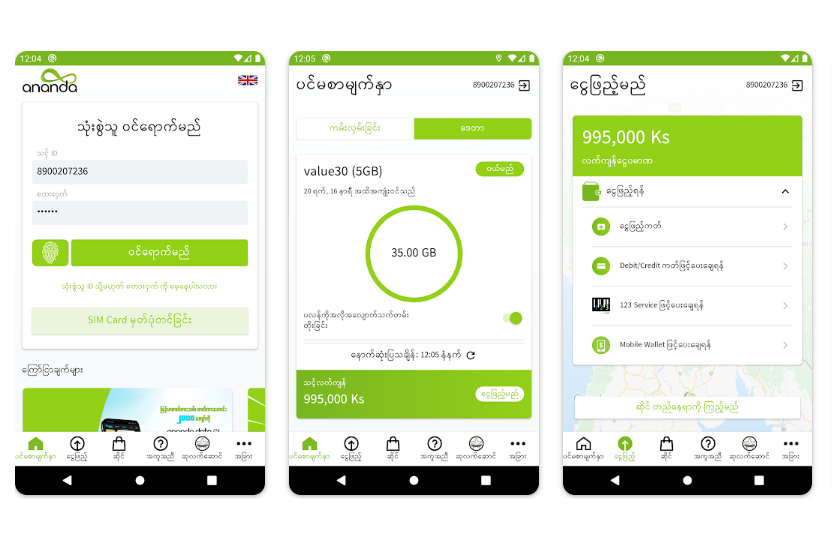 12:04
ananda
သုံးစွဲသူ ဝင်ရောက်မည်
သင့် ID
8900207236
စကားဝှက်
••••••
ဝင်ရောက်မည်
သုံးစွဲသူ ID သို့မဟုတ် စကားဝှက် ကို မေ့နေပါသလား
SIM Card မှတ်ပုံတင်ခြင်း
ကြော်ငြာချက်များ
ပင်မစာမျက်နှာ
ငွေဖြည့်
ဆိုင်
အကူအညီ
ဆုလက်ဆောင်
အခြား
12:05
ပင်မစာမျက်နှာ
8900207236
ကမ်းလှမ်းခြင်း
ဒေတာ
value30 (5GB)
ဝယ်မည်
20 ရက်, 16 နာရီ အထိအကျုံးဝင်သည်
35.00 GB
ပလန်ကိုအလိုအလျောက်သက်တမ်း
တိုးခြင်း
နောက်ဆုံးပြသချိန်: 12:05 နံနက်
သင့်လက်ကျန်
995,000 Ks
ငွေဖြည့်မည်
ပင်မစာမျက်နှာ
ငွေဖြည့်
ဆိုင်
အကူအညီ
ဆုလက်ဆောင်
အခြား
12:04
ငွေဖြည့်မည်
8900207236
995,000 Ks
လက်ကျန်ငွေပမာဏ
ငွေဖြည့်ရန်
ငွေဖြည့်ကတ်
Debit/Credit ကတ်ဖြင့်ပေးချေရန်
123 Service ဖြင့်ပေးချေရန်
Mobile Wallet ဖြင့်ပေးချေရန်
ဆိုင် တည်နေရာကို ကြည့်မည်
ပင်မစာမျက်နှာ
ငွေဖြည့်
ဆိုင်
အကူအညီ
ဆုလက်ဆောင်
အခြား